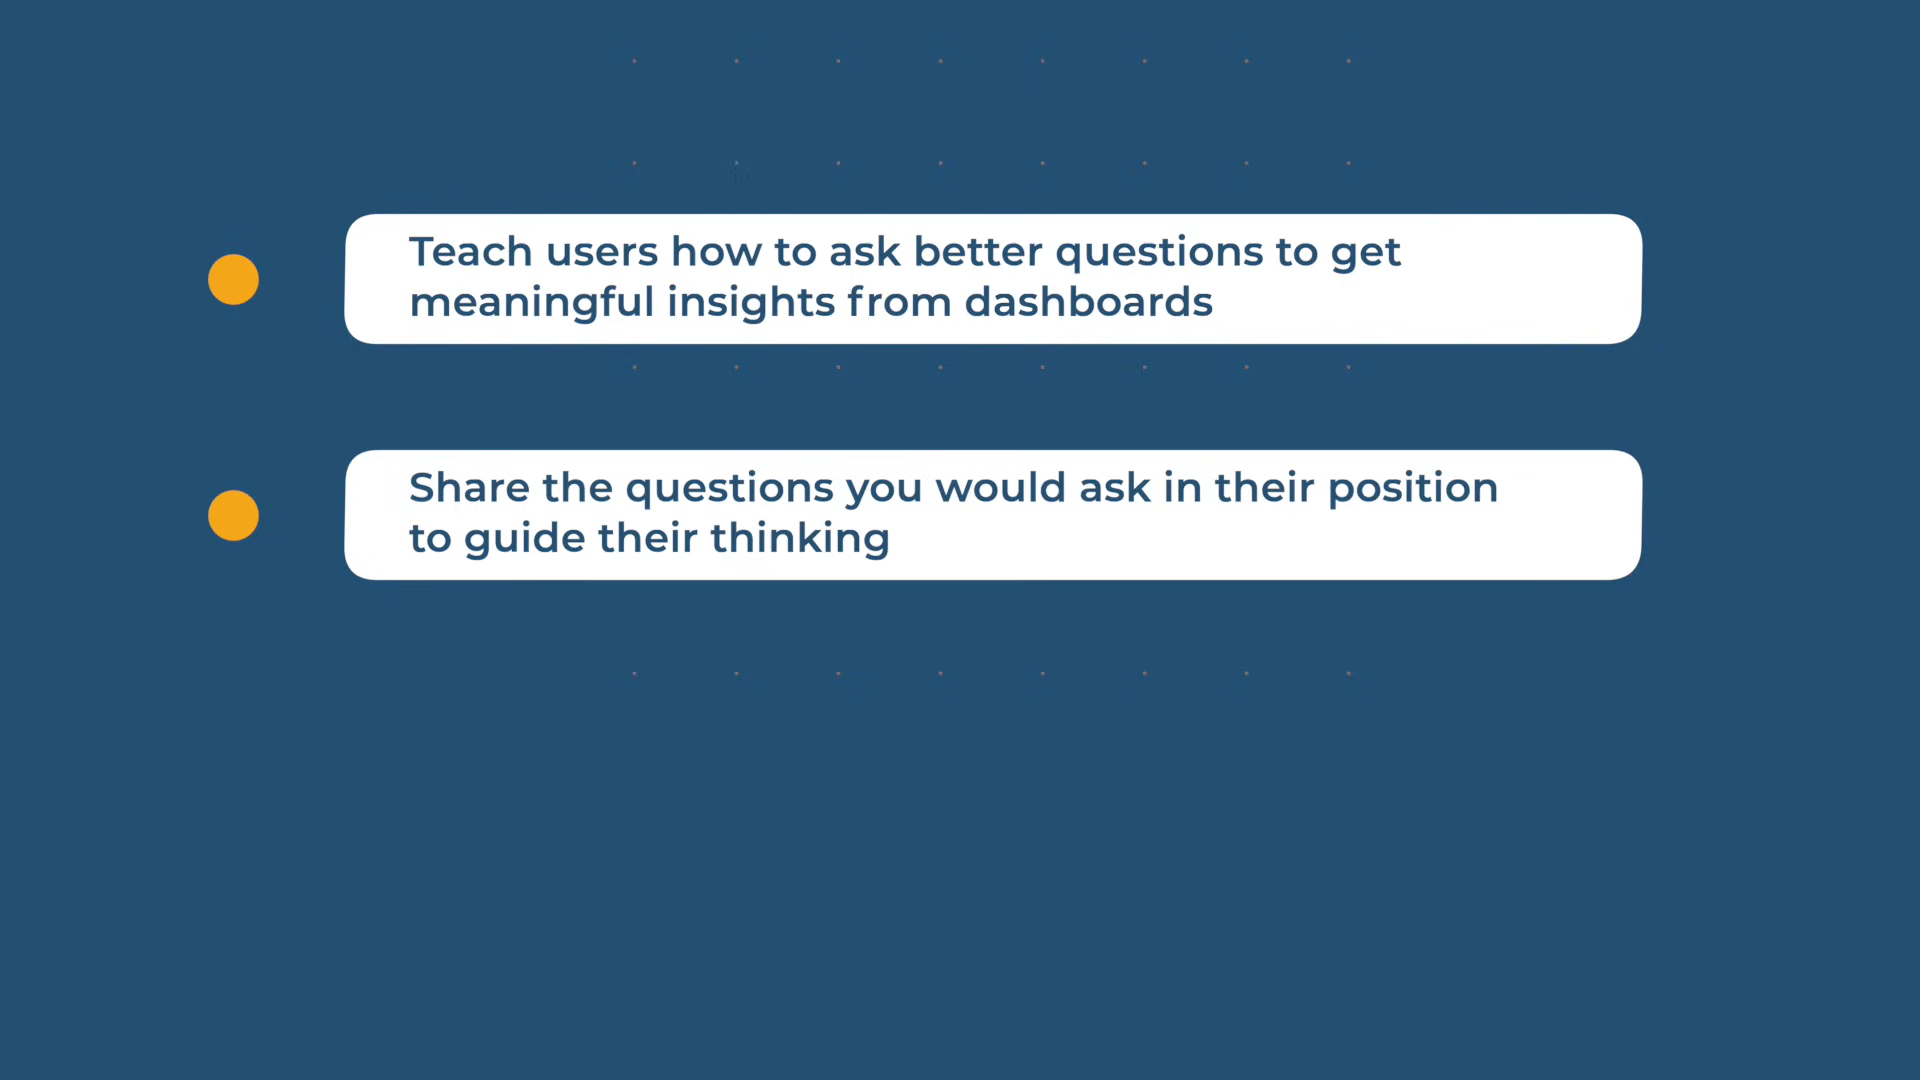 Teach users how to ask better questions to get
meaningful insights from dashboards
Share the questions you would ask in their position
to guide their thinking